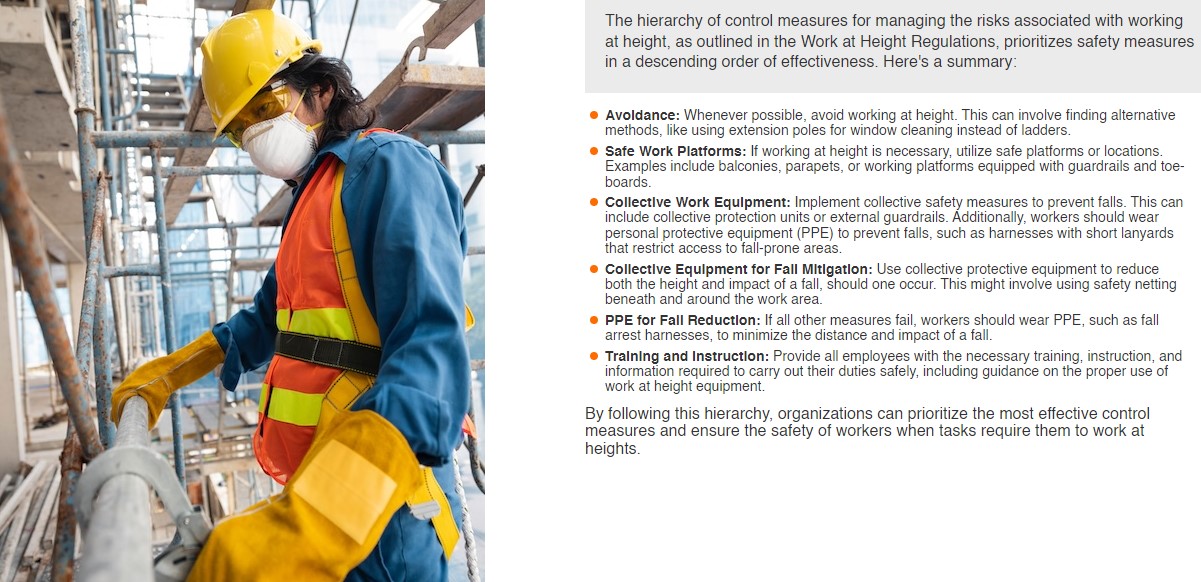 The hierarchy of control measures for managing the risks associated with working
at height, as outlined in the Work at Height Regulations, prioritizes safety measures
in a descending order of effectiveness. Here's a summary:
Avoidance: Whenever possible, avoid working at height. This can involve finding alternative
methods, like using extension poles for window cleaning instead of ladders.
Safe Work Platforms: If working at height is necessary, utilize safe platforms or locations.
Examples include balconies, parapets, or working platforms equipped with guardrails and toe-
boards.
Collective Work Equipment: Implement collective safety measures to prevent falls. This can
include collective protection units or external guardrails. Additionally, workers should wear
personal protective equipment (PPE) to prevent falls, such as harnesses with short lanyards
that restrict access to fall-prone areas.
Collective Equipment for Fall Mitigation: Use collective protective equipment to reduce
both the height and impact of a fall, should one occur. This might involve using safety netting
beneath and around the work area.
PPE for Fall Reduction: If all other measures fail, workers should wear PPE, such as fall
arrest harnesses, to minimize the distance and impact of a fall.
Training and Instruction: Provide all employees with the necessary training, instruction, and
information required to carry out their duties safely, including guidance on the proper use of
work at height equipment.
By following this hierarchy, organizations can prioritize the most effective control
measures and ensure the safety of workers when tasks require them to work at
heights.